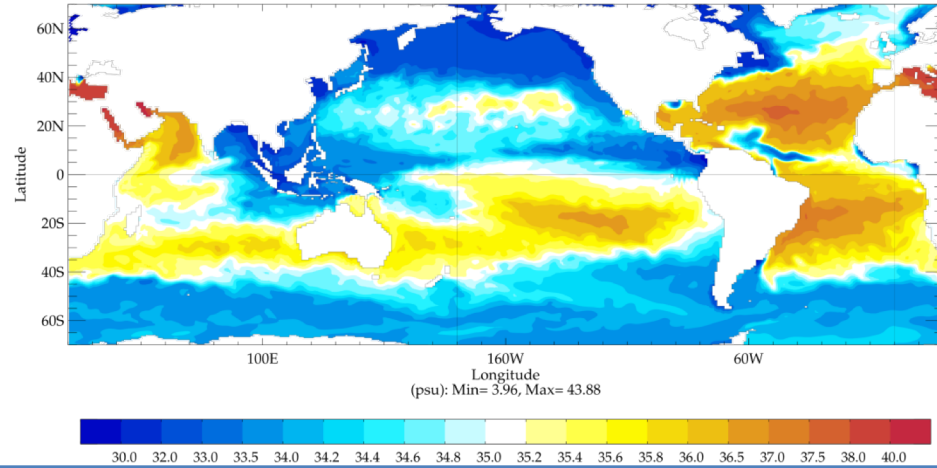 60N
40N
20N
0
20S
40S
60S
Latitude
100E 160W 60W
Longitude
(psu): Min= 3.96, Max= 43.88
30.0 32.0 33.0 33.5 34.0 34.2 34.4 34.6 34.8 35.0 35.2 35.4 35.6 35.8 36.0 36.5 37.0 37.5 38.0 40.0